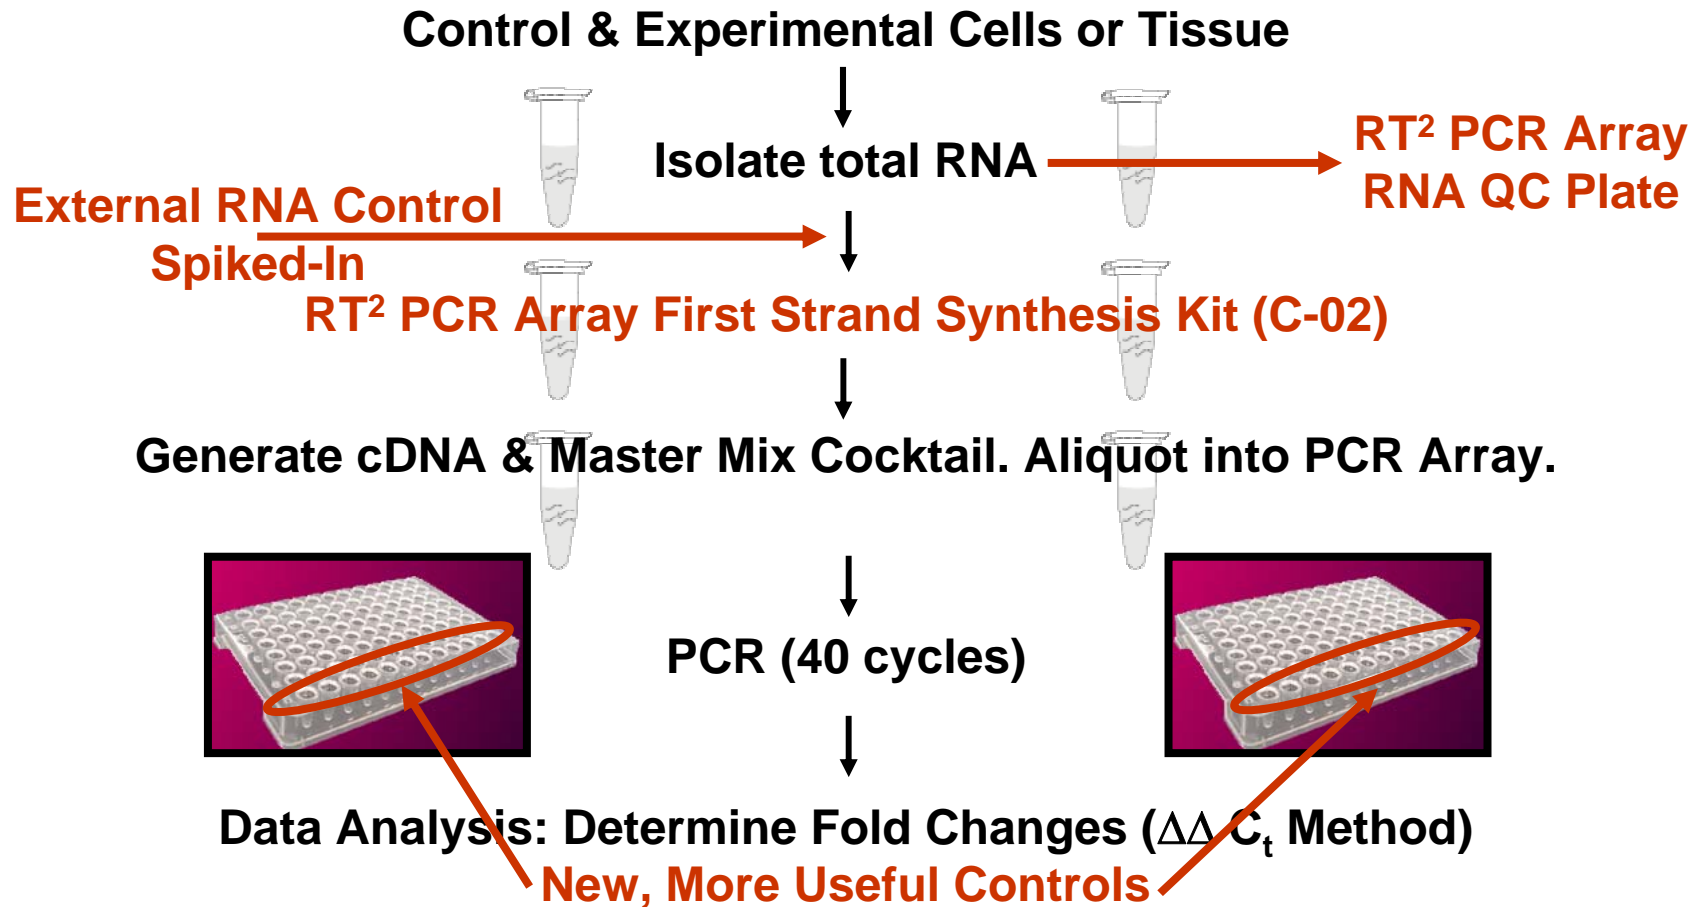 Control & Experimental Cells or Tissue
Isolate total RNA
RT² PCR Array
RNA QC Plate
External RNA Control
Spiked-In
RT² PCR Array First Strand Synthesis Kit (C-02)
Generate cDNA & Master Mix Cocktail. Aliquot into PCR Array.
PCR (40 cycles)
Data Analysis: Determine Fold Changes (ΔΔ Cₜ Method)
New, More Useful Controls